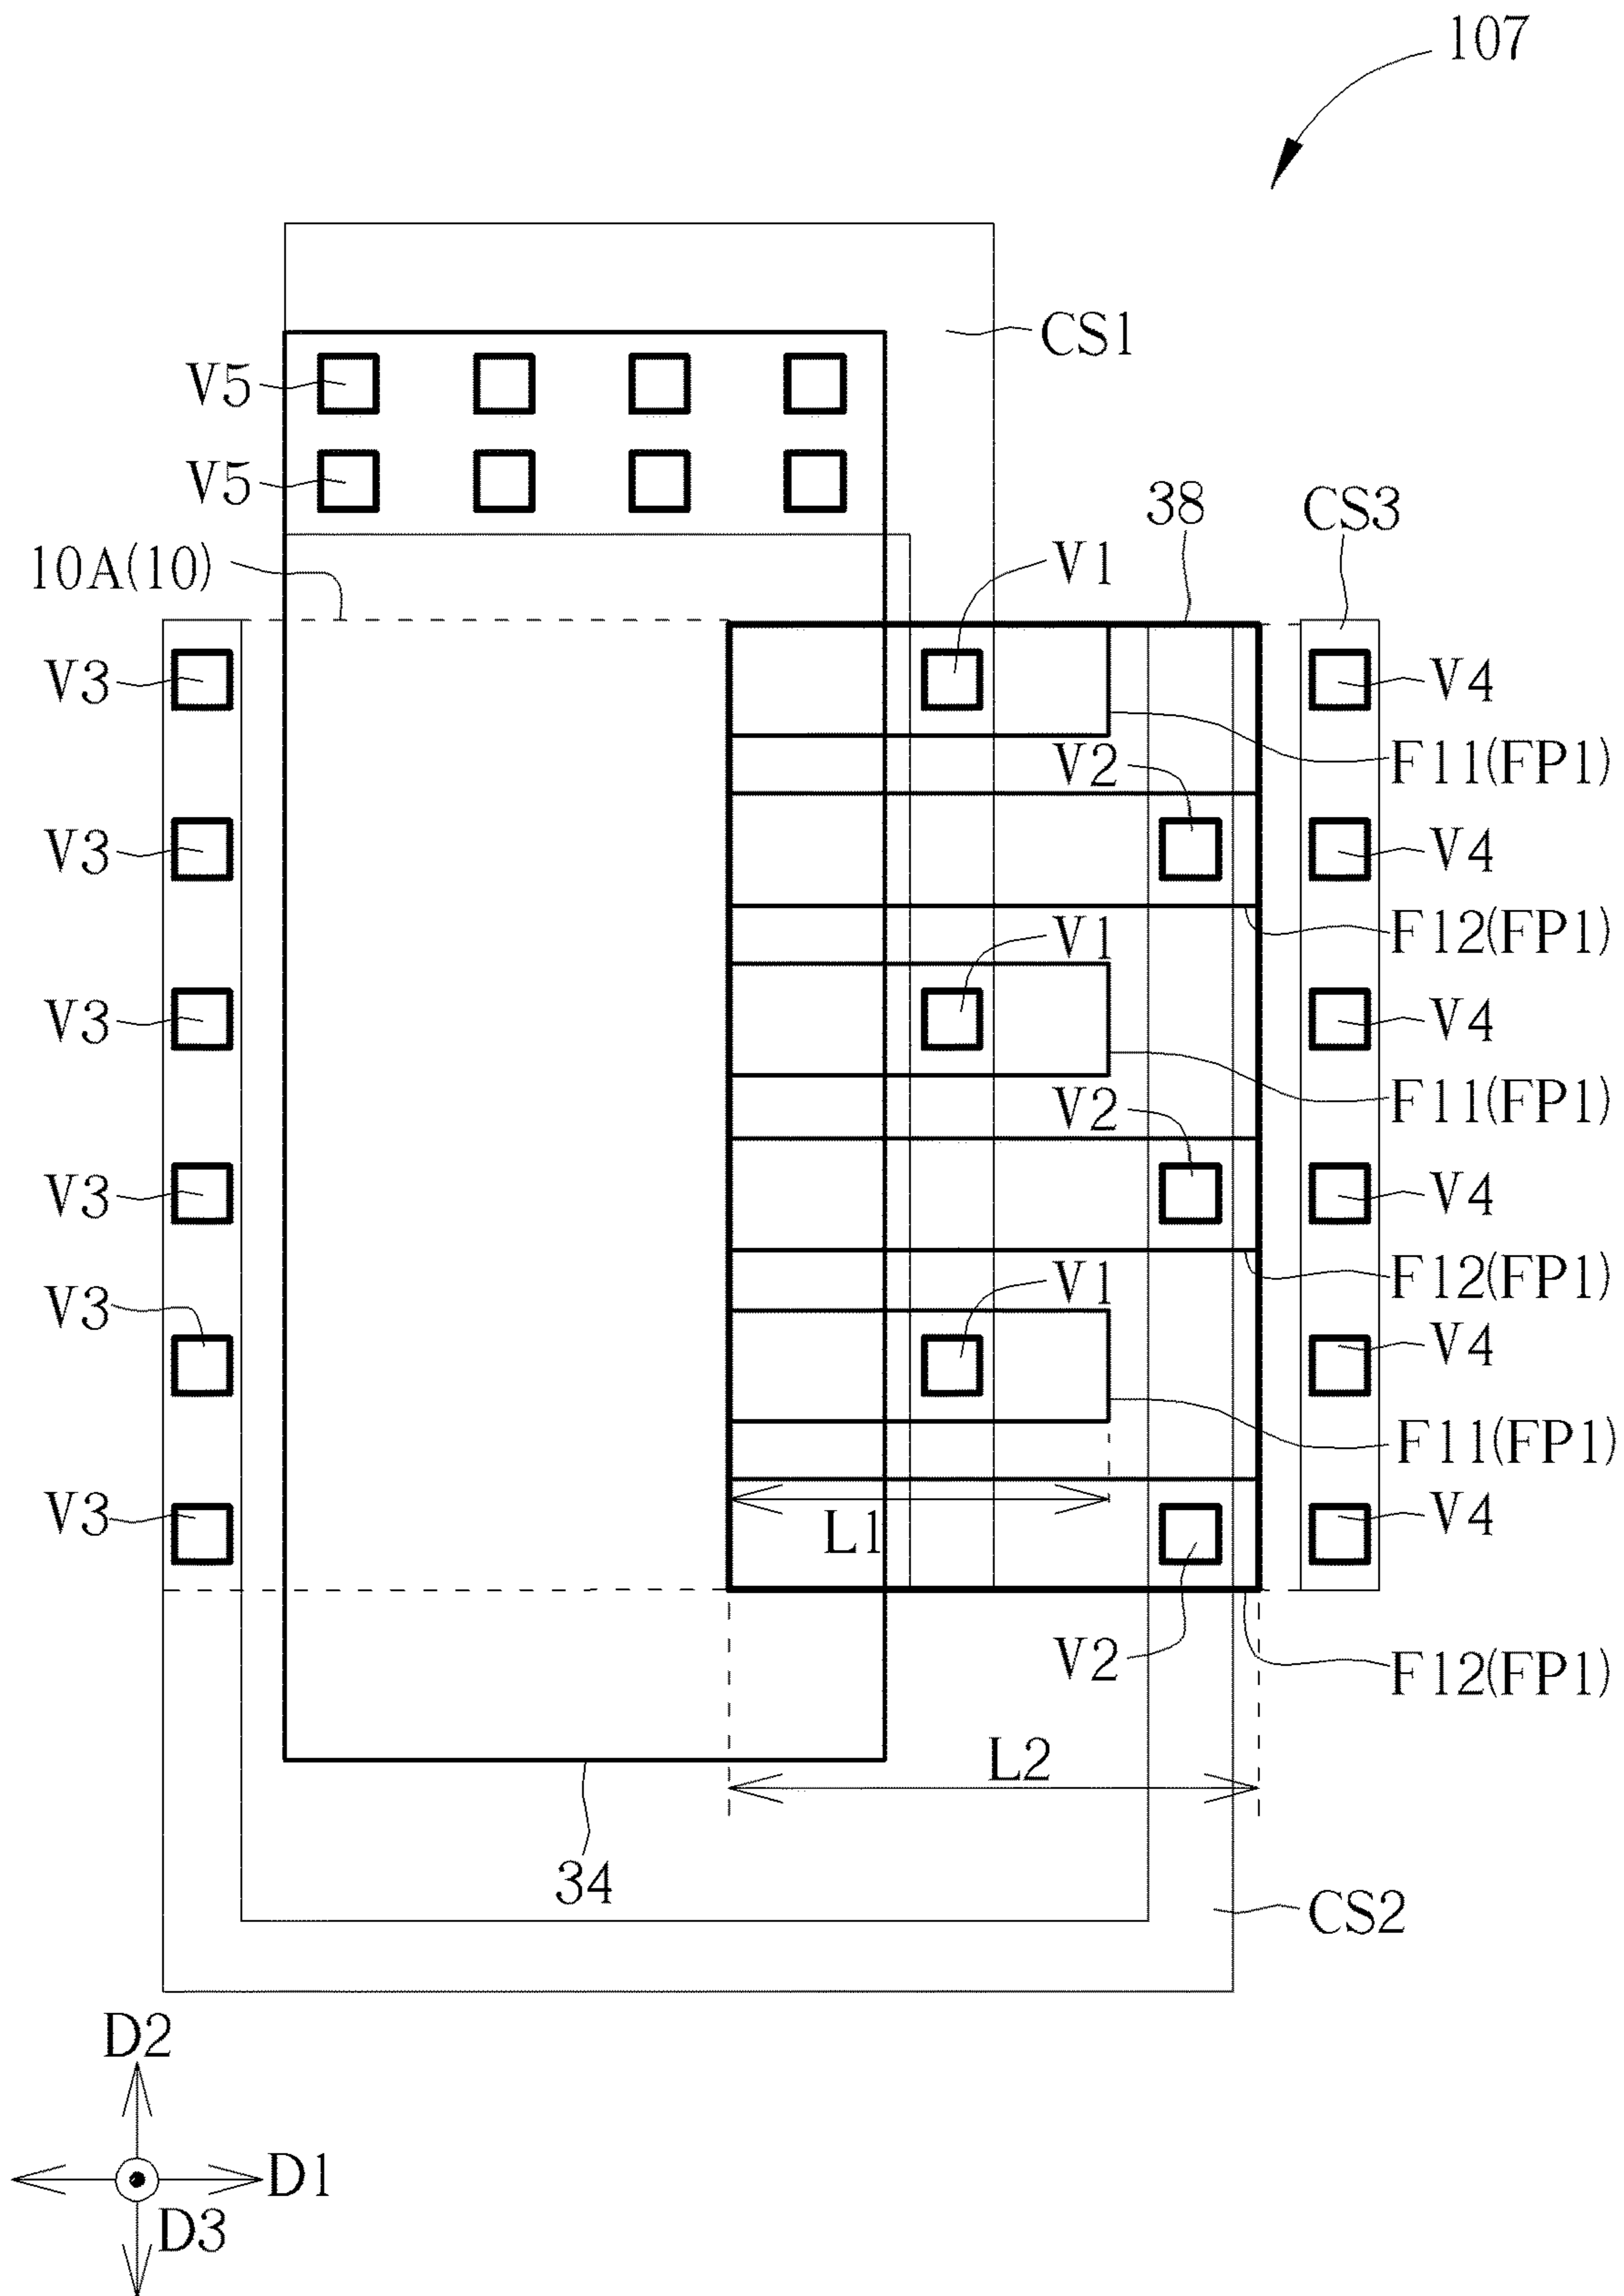 107
CS1
V5
V5
38
CS3
10A(10)
V1
V3
V4
V2
F11(FP1)
V3
V4
V1
F12(FP1)
V3
V4
V2
F11(FP1)
V3
V4
V1
F12(FP1)
V3
V4
F11(FP1)
V3
L1
V4
V2
F12(FP1)
L2
34
CS2
D2
D1
D3